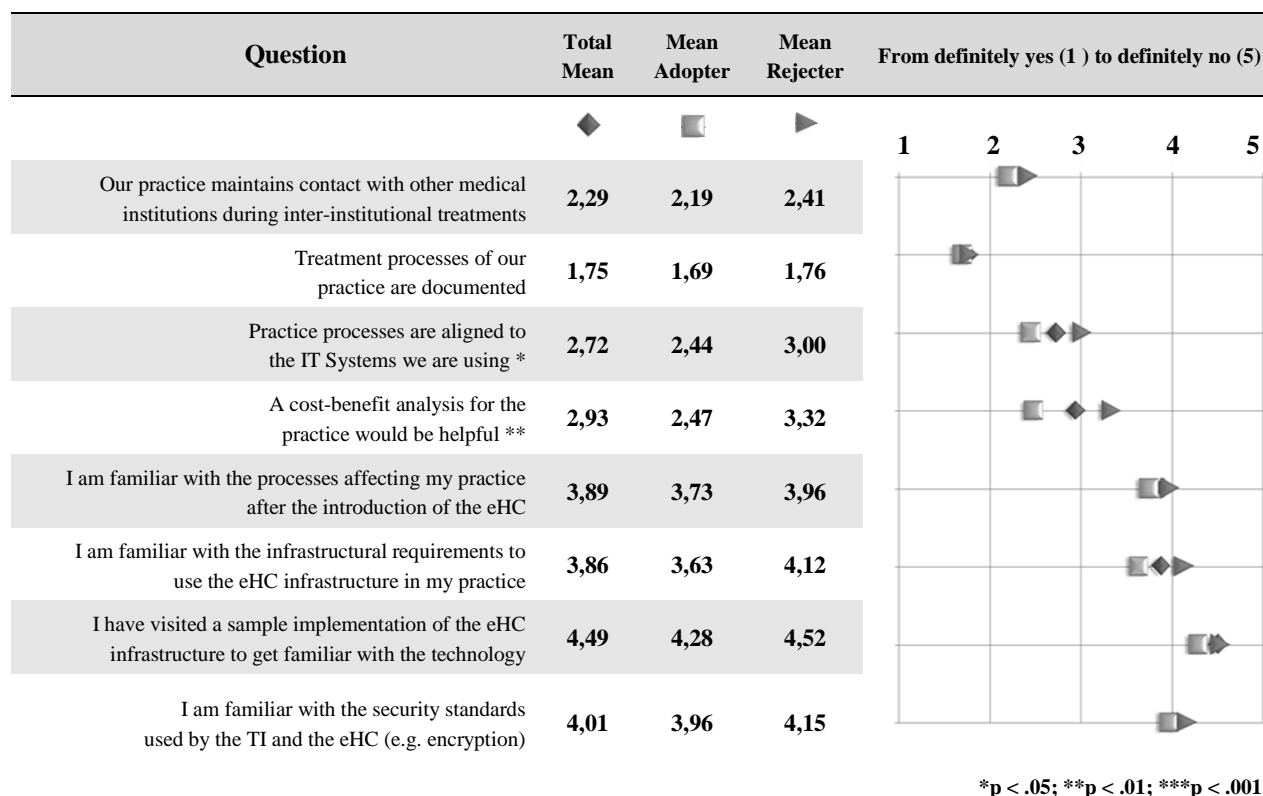 Question
Total
Mean
Mean
Adopter
Mean
Rejecter
From definitely yes (1 ) to definitely no (5)
1 2 3 4 5
Our practice maintains contact with other medical
institutions during inter-institutional treatments
2,29 2,19 2,41
Treatment processes of our
practice are documented
1,75 1,69 1,76
Practice processes are aligned to
the IT Systems we are using *
2,72 2,44 3,00
A cost-benefit analysis for the
practice would be helpful **
2,93 2,47 3,32
I am familiar with the processes affecting my practice
after the introduction of the eHC
3,89 3,73 3,96
I am familiar with the infrastructural requirements to
use the eHC infrastructure in my practice
3,86 3,63 4,12
I have visited a sample implementation of the eHC
infrastructure to get familiar with the technology
4,49 4,28 4,52
I am familiar with the security standards
used by the TI and the eHC (e.g. encryption)
4,01 3,96 4,15
*p < .05; **p < .01; ***p < .001